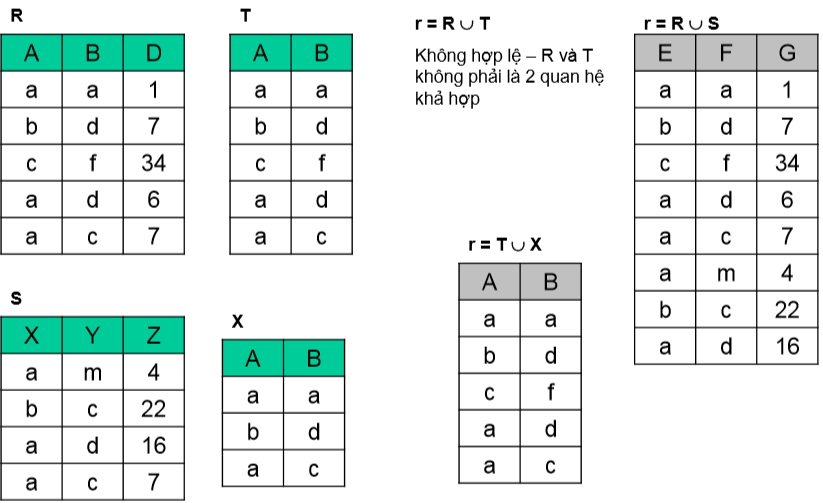 R
A B D
a a 1
b d 7
c f 34
a d 6
a c 7
T
A B
a a
b d
c f
a d
a c
r = R ∪ T
Không hợp lệ – R và T
không phải là 2 quan hệ
khả hợp
r = R ∪ S
E F G
a a 1
b d 7
c f 34
a d 6
a c 7
a m 4
b c 22
a d 16
S
X Y Z
a m 4
b c 22
a d 16
a c 7
X
A B
a a
b d
a c
r = T ∪ X
A B
a a
b d
c f
a d
a c